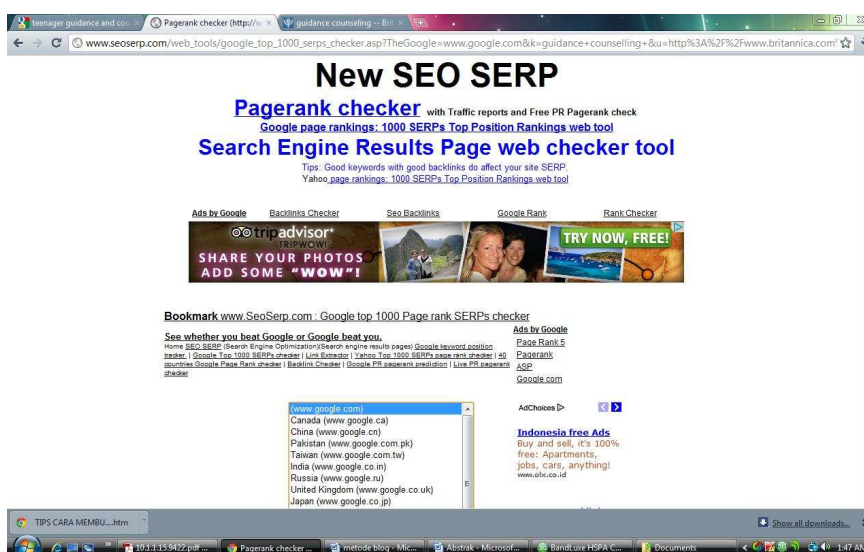 teenager guidance and cou
Pagerank checker (http://w
guidance counseling -- Bri
www.seoserp.com/web_tools/google_top_1000_serps_checker.asp?TheGoogle=www.google.com&k=guidance+counselling+&u=http%3A%2F%2Fwww.britannica.com
New SEO SERP
Pagerank checker with Traffic reports and Free PR Pagerank check
Google page rankings: 1000 SERPs Top Position Rankings web tool
Search Engine Results Page web checker tool
Tips: Good keywords with good backlinks do affect your site SERP.
Yahoo page rankings: 1000 SERPs Top Position Rankings web tool
Ads by Google Backlinks Checker Seo Backlinks Google Rank Rank Checker
tripadvisor
TRIPWOW!
SHARE YOUR PHOTOS
ADD SOME "WOW"!
TRY NOW, FREE!
Bookmark www.SeoSerp.com : Google top 1000 Page rank SERPs checker
See whether you beat Google or Google beat you.
Home SEO SERP (Search Engine Optimization)(Search engine results pages) Google keyword position
tracker. | Google Top 1000 SERPs checker | Link Extractor | Yahoo Top 1000 SERPs page rank checker | 40
countries Google Page Rank checker | Backlink Checker | Google PR pagerank prediction | Live PR pagerank
checker
Ads by Google
Page Rank 5
Pagerank
ASP
Google com
(www.google.com)
Canada (www.google.ca)
China (www.google.cn)
Pakistan (www.google.com.pk)
Taiwan (www.google.com.tw)
India (www.google.co.in)
Russia (www.google.ru)
United Kingdom (www.google.co.uk)
Japan (www.google.co.jp)
AdChoices
Indonesia free Ads
Buy and sell, it's 100%
free: Apartments,
jobs, cars, anything!
www.olx.co.id
TIPS CARA MEMBU....htm
Show all downloads...
10.1.1.15.9422.pdf ...
Pagerank checker ...
metode blog - Mic...
Abstrak - Microsof...
BandLuxe HSPA C...
Documents
1:47 AM